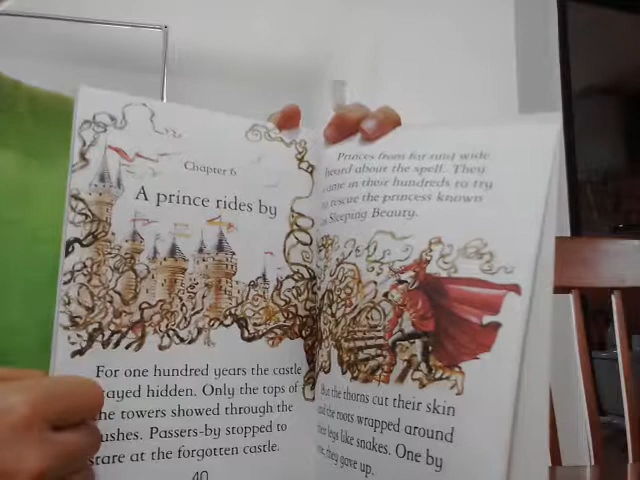 Chapter 6
A prince rides by
For one hundred years the castle
stayed hidden. Only the tops of
the towers showed through the
bushes. Passers-by stopped to
stare at the forgotten castle.
40
Princes from far and wide
heard about the spell. They
came in their hundreds to try
to rescue the princess known
as Sleeping Beauty.
But the thorns cut their skin
and the roots wrapped around
their legs like snakes. One by
one, they gave up.